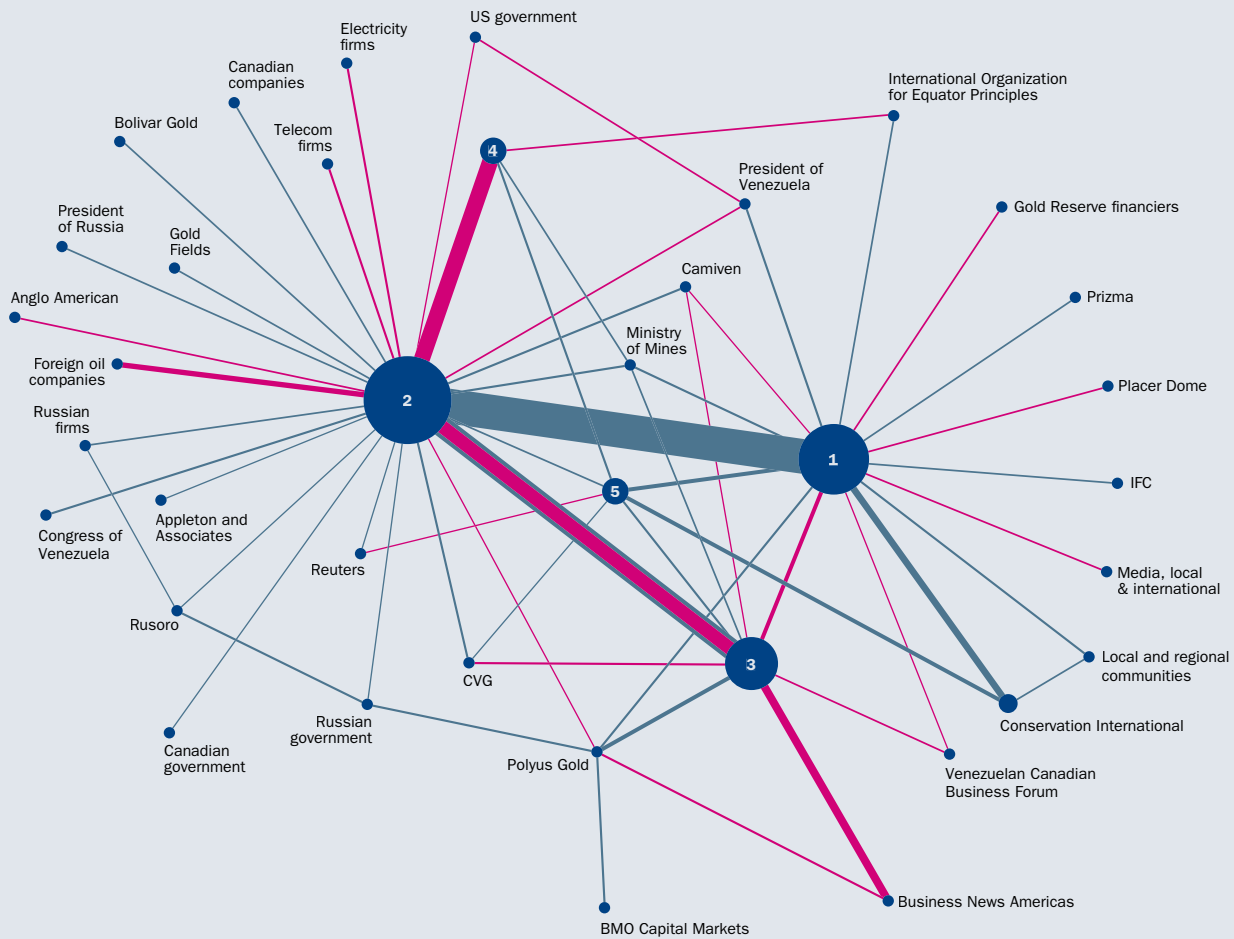 US government
Electricity
firms
Canadian
companies
International Organization
for Equator Principles
Bolivar Gold
Telecom
firms
4
President of
Venezuela
President
of Russia
Gold
Fields
Gold Reserve financiers
Camiven
Anglo American
Prizma
Ministry
of Mines
Foreign oil
companies
Placer Dome
2
Russian
firms
1
IFC
5
Congress of
Venezuela
Appleton and
Associates
Reuters
Media, local
& international
Rusoro
Local and regional
communities
3
CVG
Conservation International
Russian
government
Canadian
government
Polyus Gold
Venezuelan Canadian
Business Forum
Business News Americas
BMO Capital Markets